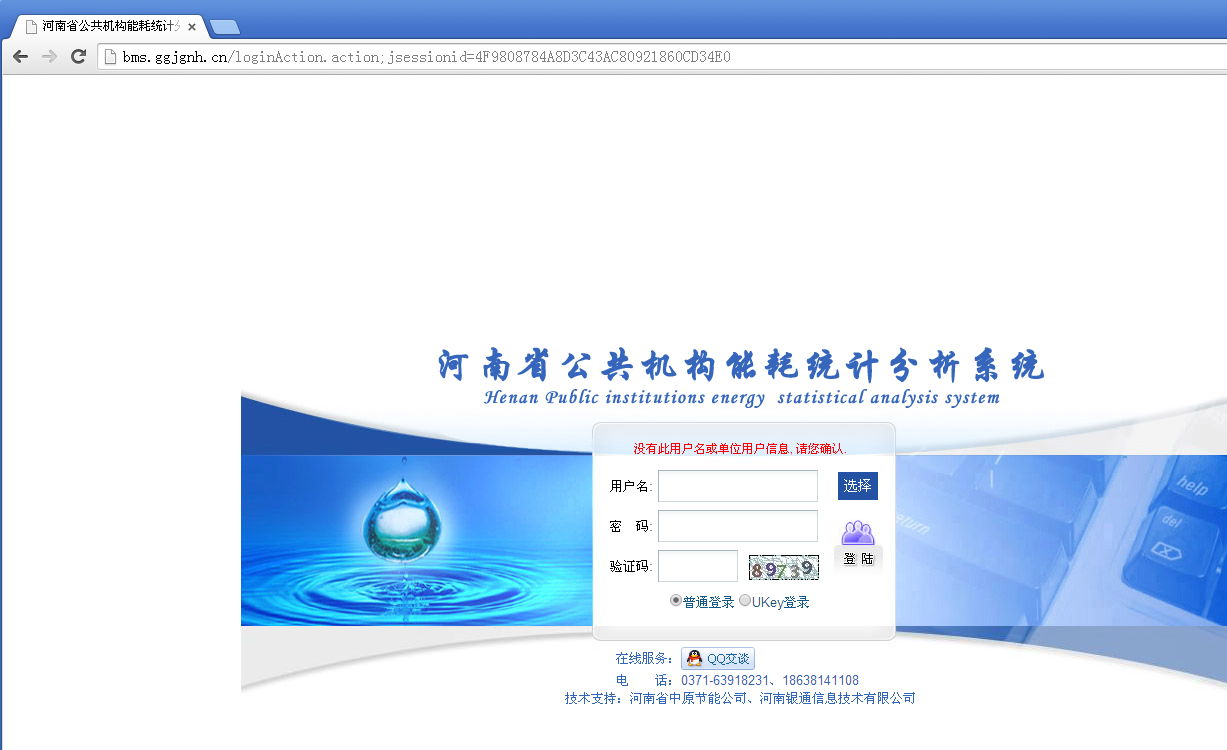 河南省公共机构能耗统计
bms.ggjgnh.cn/loginAction.action;jsessionid=4F9808784A8D3C43AC80921860CD34E0
河南省公共机构能耗统计分析系统
Henan Public institutions energy statistical analysis system
没有此用户名或单位用户信息,请您确认.
用户名: 选择
密 码:
登 陆
验证码: 89739
普通登录 UKey登录
help
del
return
在线服务: QQ交谈
电 话: 0371-63918231、18638141108
技术支持: 河南省中原节能公司、河南银通信息技术有限公司